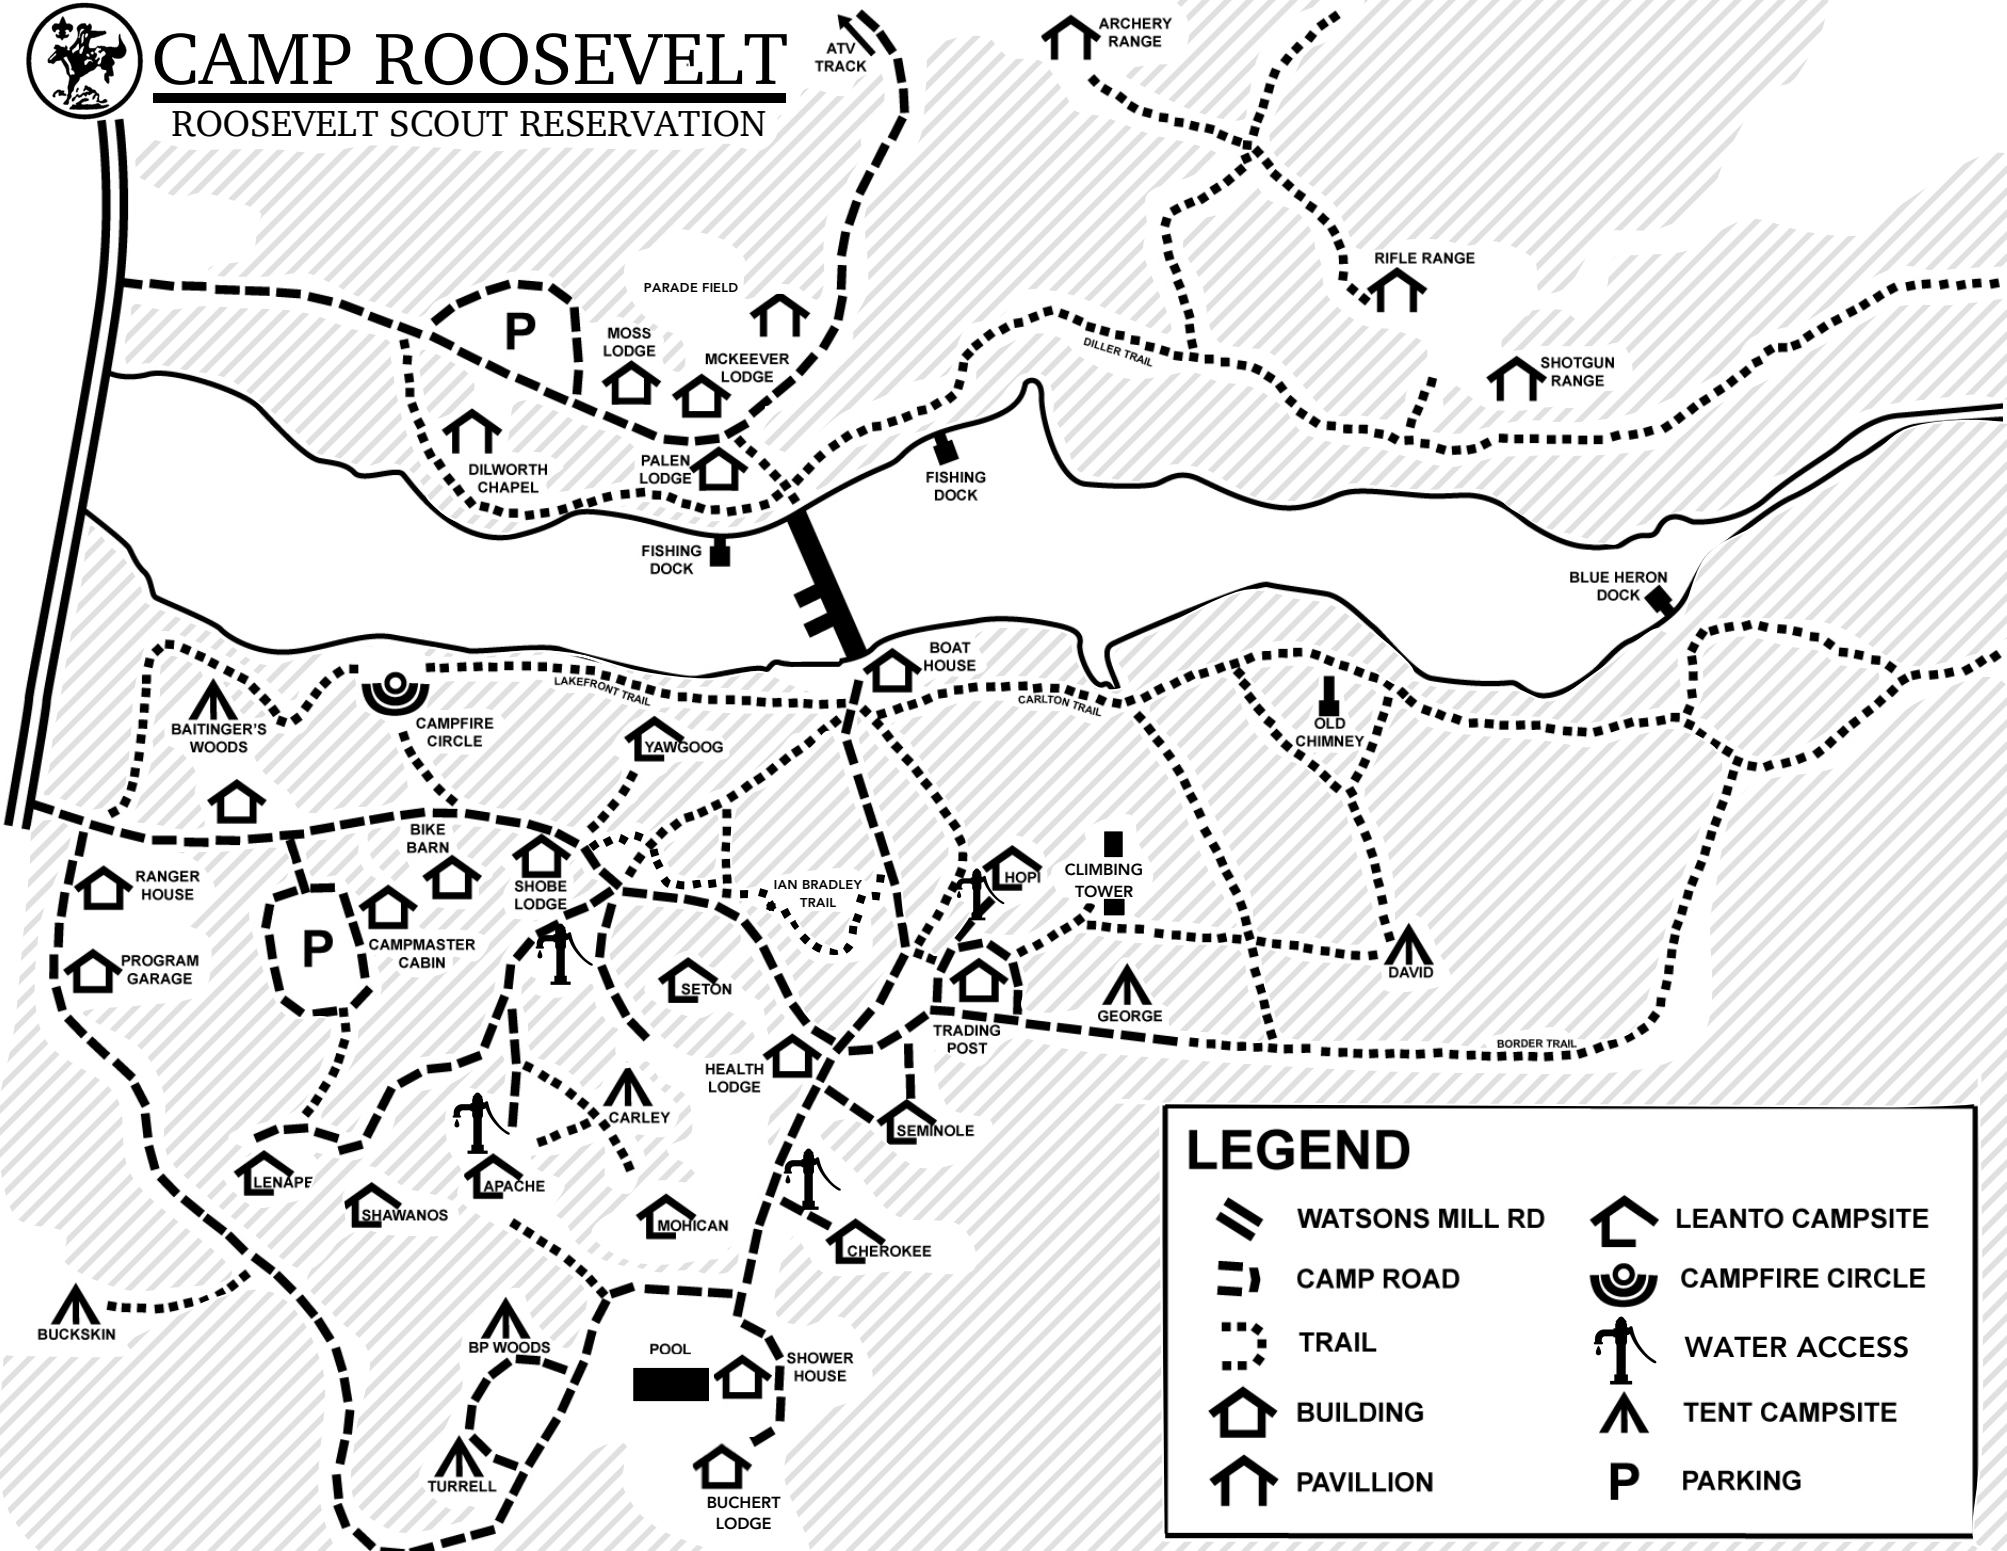 CAMP ROOSEVELT
ROOSEVELT SCOUT RESERVATION
ATV
TRACK
ARCHERY
RANGE
RIFLE RANGE
PARADE FIELD
P
MOSS
LODGE
MCKEEVER
LODGE
DILLER TRAIL
SHOTGUN
RANGE
DILWORTH
CHAPEL
PALEN
LODGE
FISHING
DOCK
FISHING
DOCK
BLUE HERON
DOCK
BOAT
HOUSE
LAKEFRONT TRAIL
CARLTON TRAIL
BAITINGER'S
WOODS
CAMPFIRE
CIRCLE
YAWGOOG
OLD
CHIMNEY
BIKE
BARN
RANGER
HOUSE
SHOBE
LODGE
IAN BRADLEY
TRAIL
HOPI
CLIMBING
TOWER
P
CAMPMASTER
CABIN
PROGRAM
GARAGE
SETON
DAVID
GEORGE
TRADING
POST
BORDER TRAIL
HEALTH
LODGE
CARLEY
SEMINOLE
LENAPE
SHAWANOS
APACHE
MOHICAN
CHEROKEE
BUCKSKIN
BP WOODS
POOL
SHOWER
HOUSE
TURRELL
BUCHERT
LODGE
LEGEND
WATSONS MILL RD
CAMP ROAD
TRAIL
BUILDING
PAVILLION
LEANTO CAMPSITE
CAMPFIRE CIRCLE
WATER ACCESS
TENT CAMPSITE
P
PARKING